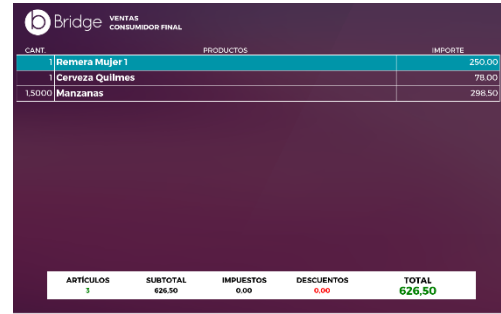 Bridge VENTAS
CONSUMIDOR FINAL
CANT. PRODUCTOS IMPORTE
1 Remera Mujer 1 250.00
1 Cerveza Quilmes 78.00
1.5000 Manzanas 298.50
ARTÍCULOS SUBTOTAL IMPUESTOS DESCUENTOS TOTAL
3 626,50 0.00 0.00 626,50